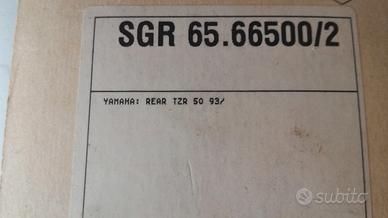 SGR 65.66500/2
YAMAHA: REAR TZR 50 93/
subito